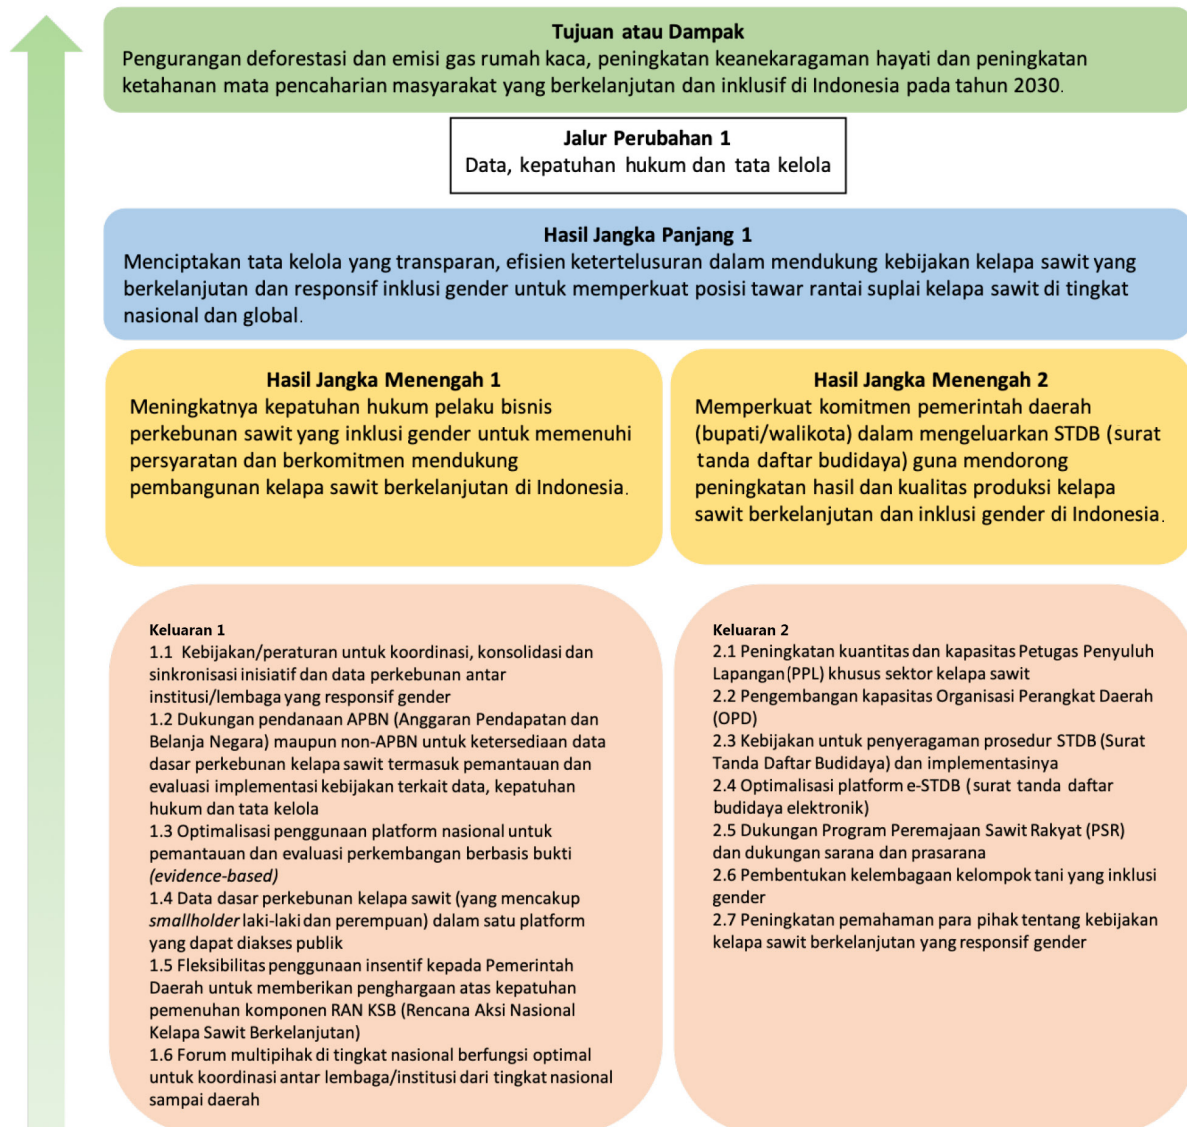 Tujuan atau Dampak
Pengurangan deforestasi dan emisi gas rumah kaca, peningkatan keanekaragaman hayati dan peningkatan
ketahanan mata pencaharian masyarakat yang berkelanjutan dan inklusif di Indonesia pada tahun 2030.
Jalur Perubahan 1
Data, kepatuhan hukum dan tata kelola
Hasil Jangka Panjang 1
Menciptakan tata kelola yang transparan, efisien ketertelusuran dalam mendukung kebijakan kelapa sawit yang
berkelanjutan dan responsif inklusi gender untuk memperkuat posisi tawar rantai suplai kelapa sawit di tingkat
nasional dan global.
Hasil Jangka Menengah 1
Meningkatnya kepatuhan hukum pelaku bisnis
perkebunan sawit yang inklusi gender untuk memenuhi
persyaratan dan berkomitmen mendukung
pembangunan kelapa sawit berkelanjutan di Indonesia.
Hasil Jangka Menengah 2
Memperkuat komitmen pemerintah daerah
(bupati/walikota) dalam mengeluarkan STDB (surat
tanda daftar budidaya) guna mendorong
peningkatan hasil dan kualitas produksi kelapa
sawit berkelanjutan dan inklusi gender di Indonesia.
Keluaran 1
1.1 Kebijakan/peraturan untuk koordinasi, konsolidasi dan
sinkronisasi inisiatif dan data perkebunan antar
institusi/lembaga yang responsif gender
1.2 Dukungan pendanaan APBN (Anggaran Pendapatan dan
Belanja Negara) maupun non-APBN untuk ketersediaan data
dasar perkebunan kelapa sawit termasuk pemantauan dan
evaluasi implementasi kebijakan terkait data, kepatuhan
hukum dan tata kelola
1.3 Optimalisasi penggunaan platform nasional untuk
pemantauan dan evaluasi perkembangan berbasis bukti
(evidence-based)
1.4 Data dasar perkebunan kelapa sawit (yang mencakup
smallholder laki-laki dan perempuan) dalam satu platform
yang dapat diakses publik
1.5 Fleksibilitas penggunaan insentif kepada Pemerintah
Daerah untuk memberikan penghargaan atas kepatuhan
pemenuhan komponen RAN KSB (Rencana Aksi Nasional
Kelapa Sawit Berkelanjutan)
1.6 Forum multipihak di tingkat nasional berfungsi optimal
untuk koordinasi antar lembaga/institusi dari tingkat nasional
sampai daerah
Keluaran 2
2.1 Peningkatan kuantitas dan kapasitas Petugas Penyuluh
Lapangan (PPL) khusus sektor kelapa sawit
2.2 Pengembangan kapasitas Organisasi Perangkat Daerah
(OPD)
2.3 Kebijakan untuk penyeragaman prosedur STDB (Surat
Tanda Daftar Budidaya) dan implementasinya
2.4 Optimalisasi platform e-STDB (surat tanda daftar
budidaya elektronik)
2.5 Dukungan Program Peremajaan Sawit Rakyat (PSR)
dan dukungan sarana dan prasarana
2.6 Pembentukan kelembagaan kelompok tani yang inklusi
gender
2.7 Peningkatan pemahaman para pihak tentang kebijakan
kelapa sawit berkelanjutan yang responsif gender